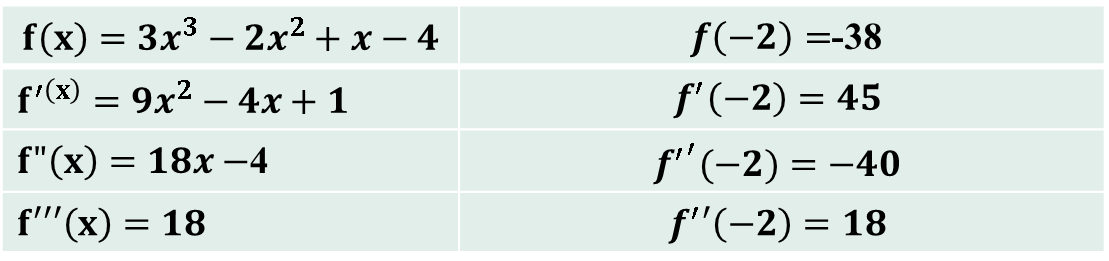 f(x) = 3x³ − 2x² + x − 4 f(−2) =-38
f′⁽ˣ⁾ = 9x² − 4x + 1 f′(−2) = 45
f"(x) = 18x −4 f′′(−2) = −40
f′′′(x) = 18 f′′(−2) = 18